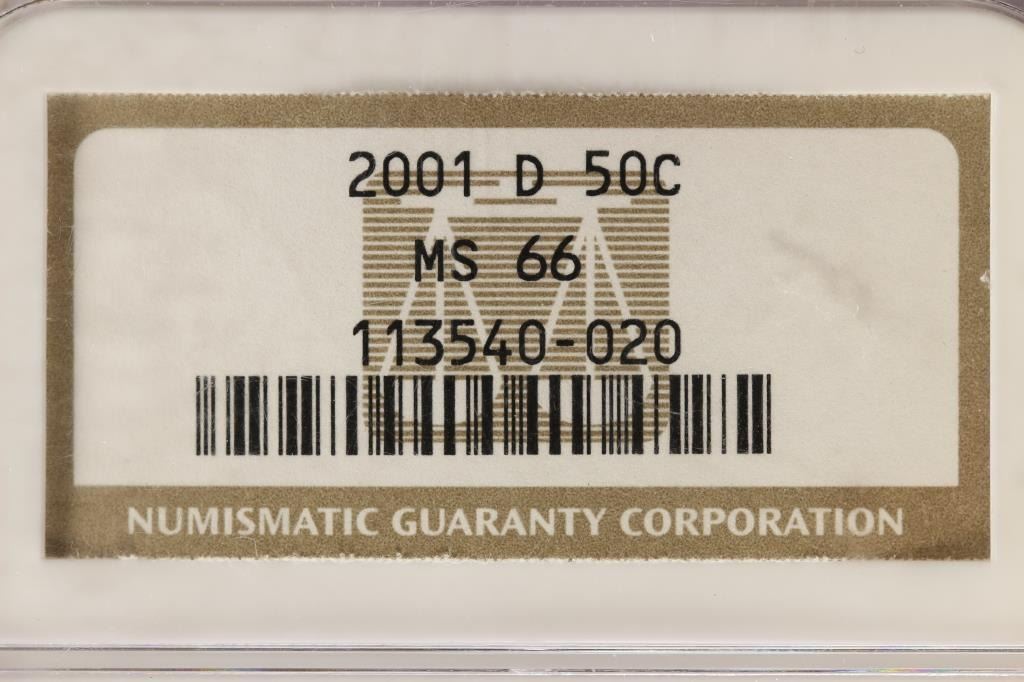 2001 D 50C
MS 66
113540-020
NUMISMATIC GUARANTY CORPORATION